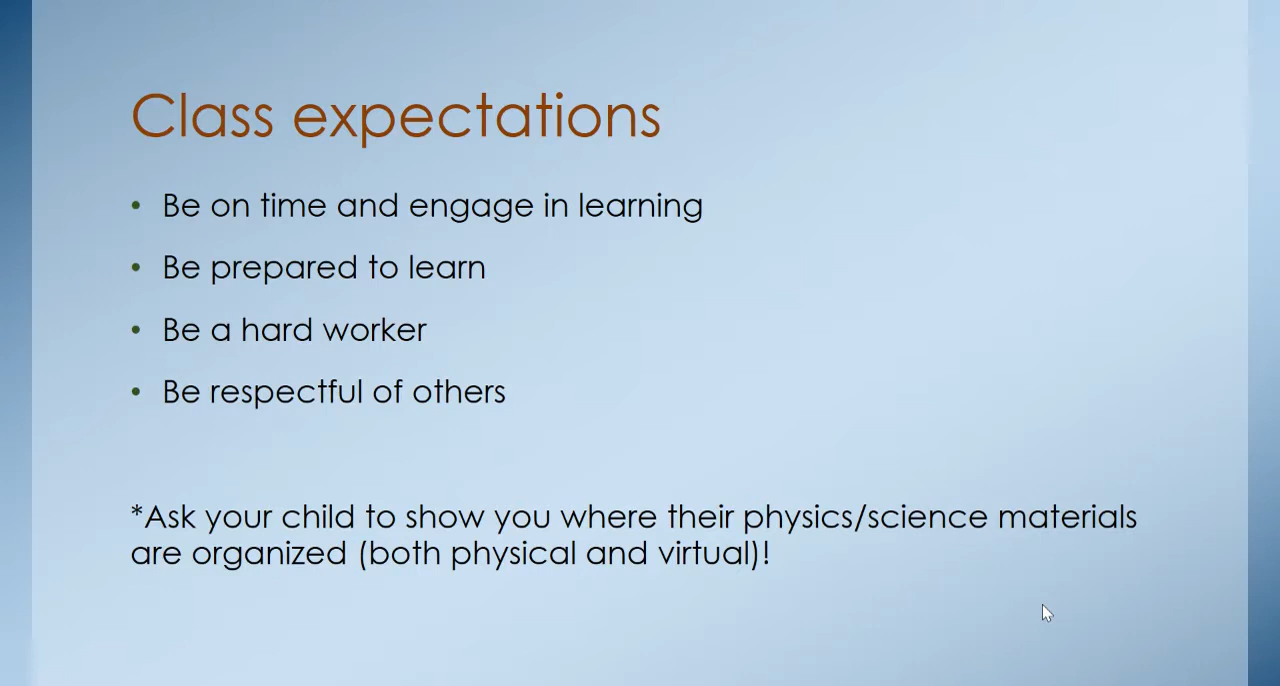 Class expectations
• Be on time and engage in learning
• Be prepared to learn
• Be a hard worker
• Be respectful of others
*Ask your child to show you where their physics/science materials
are organized (both physical and virtual)!